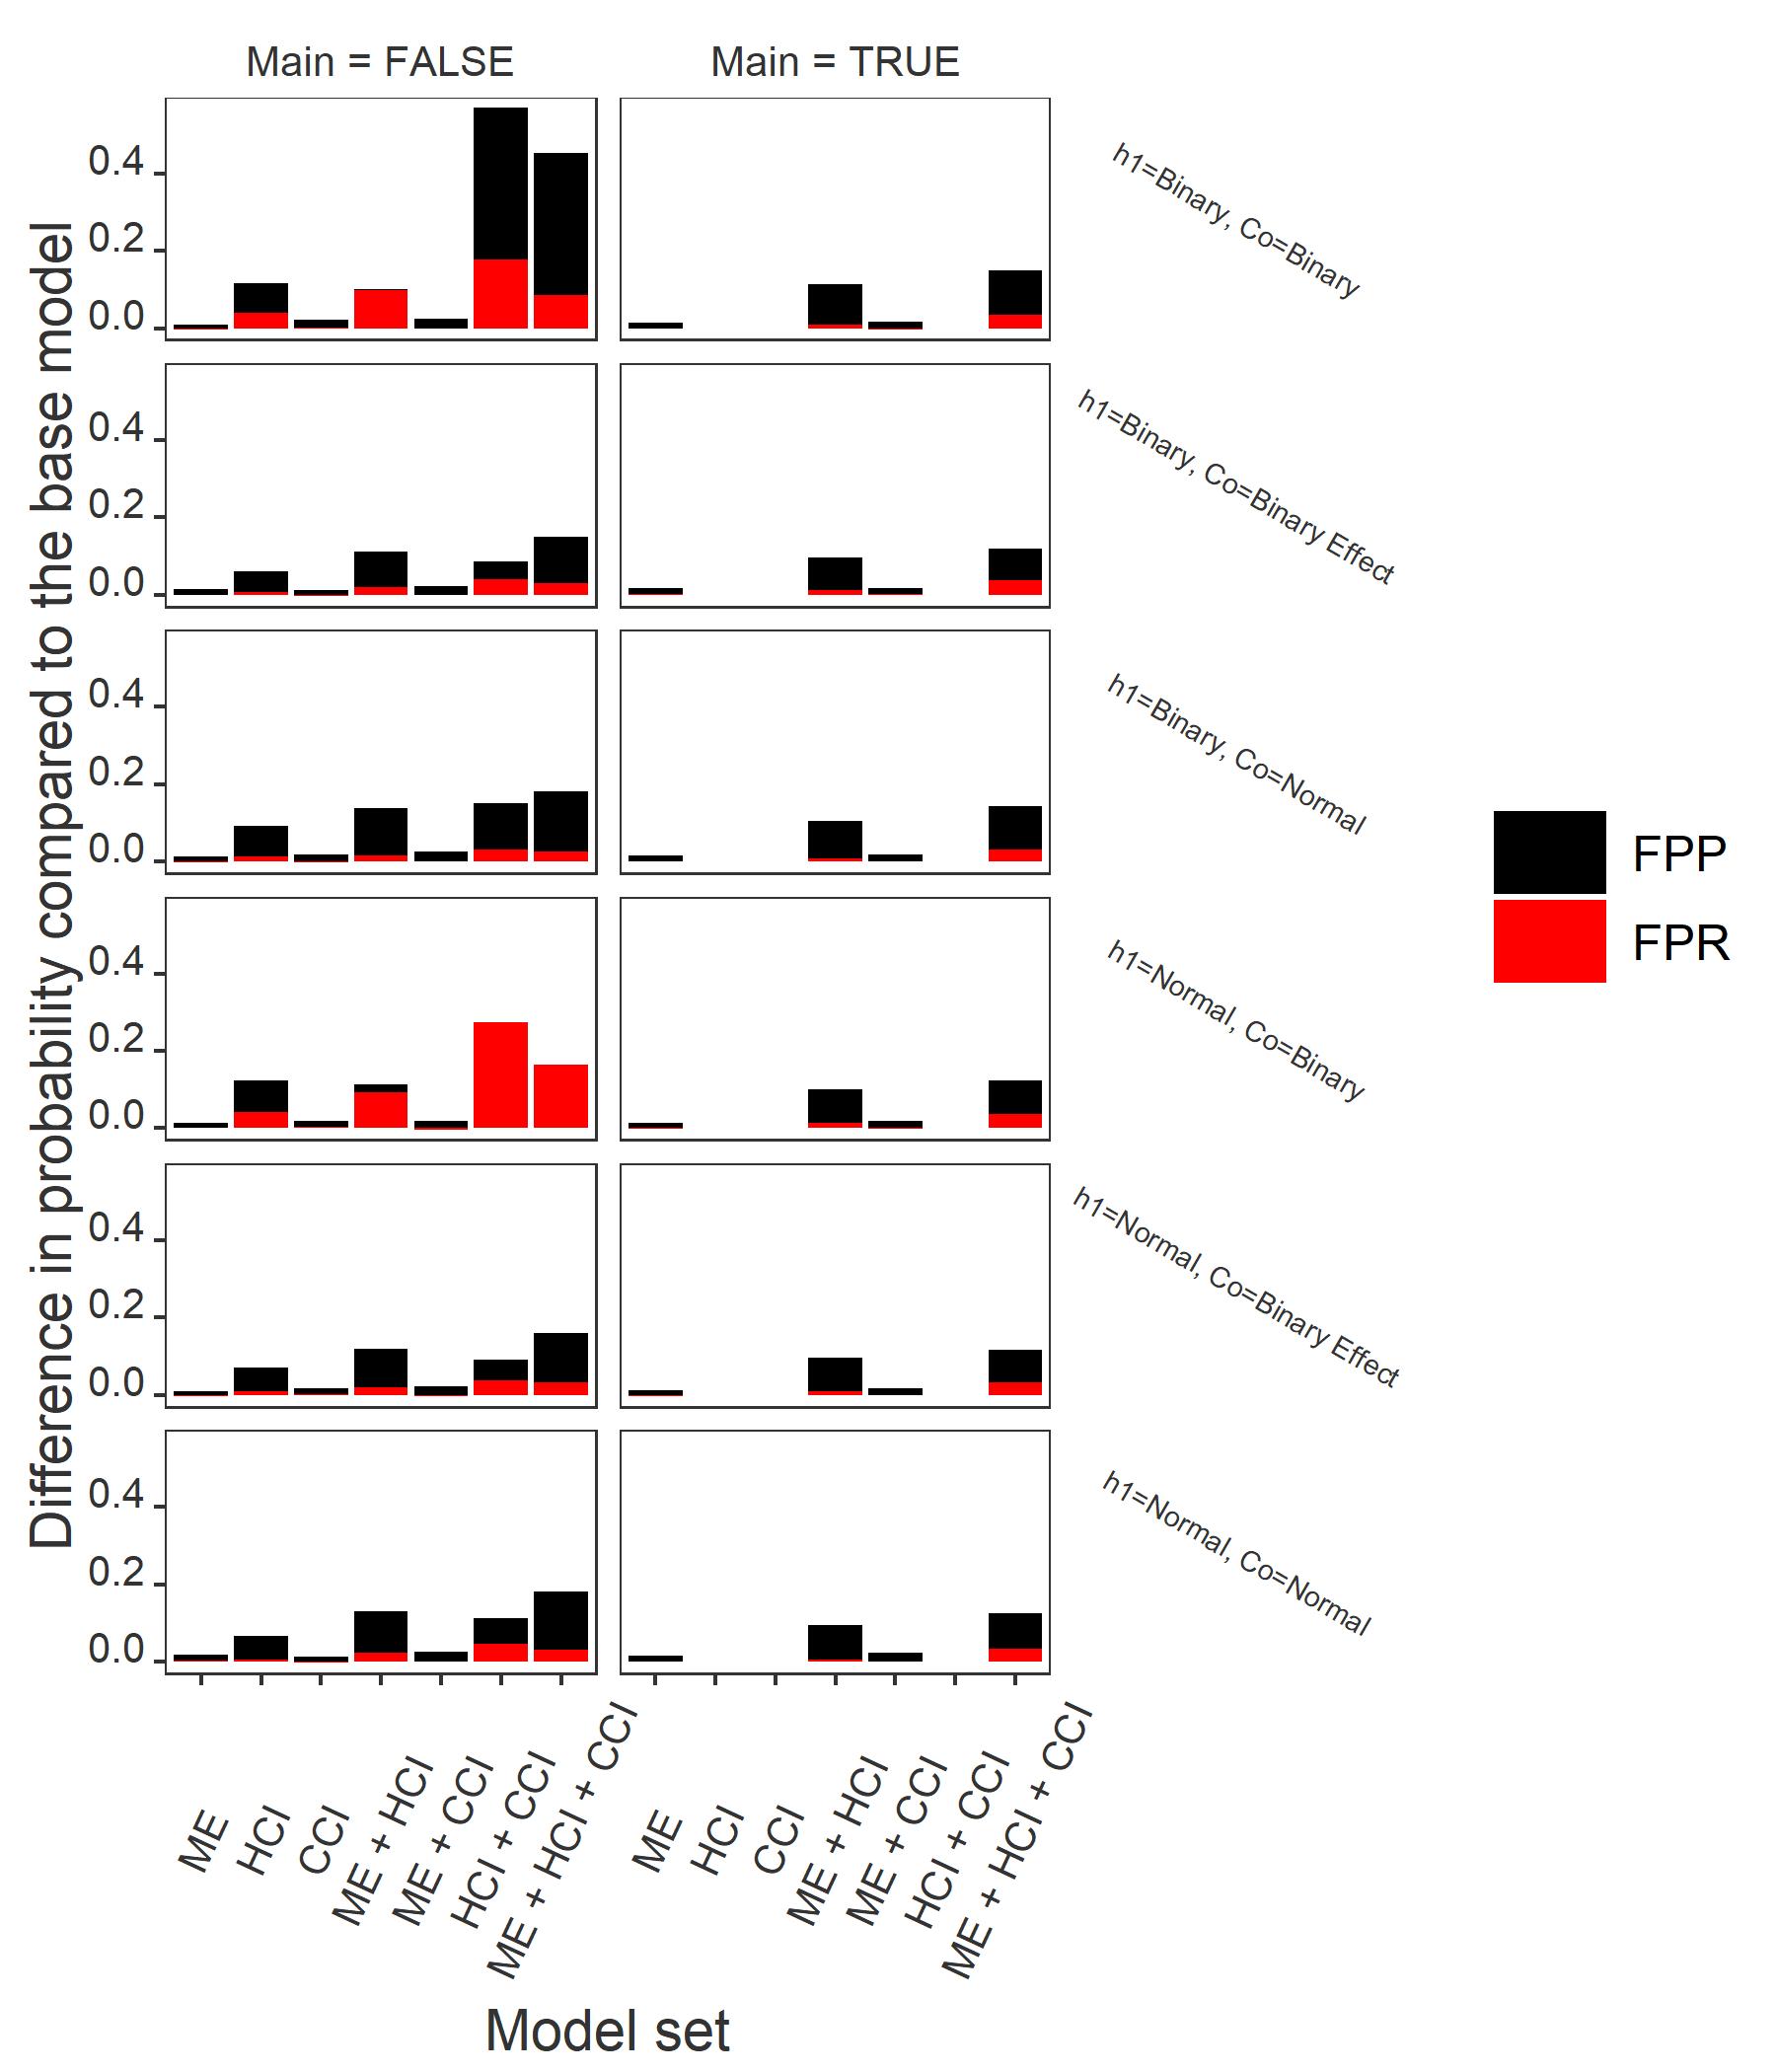 Main = FALSE
Main = TRUE
Difference in probability compared to the base model
0.4
0.2
0.0
h1=Binary, Co=Binary
0.4
0.2
0.0
h1=Binary, Co=Binary Effect
0.4
0.2
0.0
h1=Binary, Co=Normal
0.4
0.2
0.0
h1=Normal, Co=Binary
0.4
0.2
0.0
h1=Normal, Co=Binary Effect
0.4
0.2
0.0
h1=Normal, Co=Normal
FPP
FPR
ME
HCI
CCI
ME + HCI
ME + CCI
HCI + CCI
ME + HCI + CCI
ME
HCI
CCI
ME + HCI
ME + CCI
HCI + CCI
ME + HCI + CCI
Model set